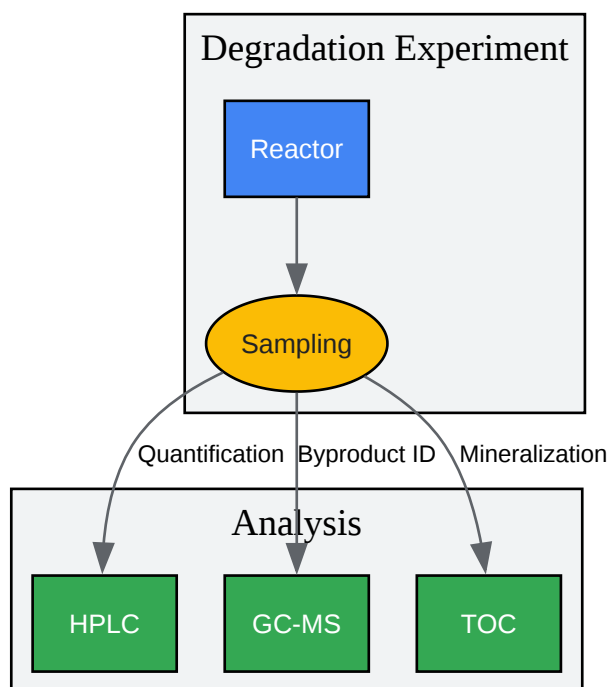 Degradation Experiment
Reactor
Sampling
Quantification
Byproduct ID
Mineralization
Analysis
HPLC
GC-MS
TOC